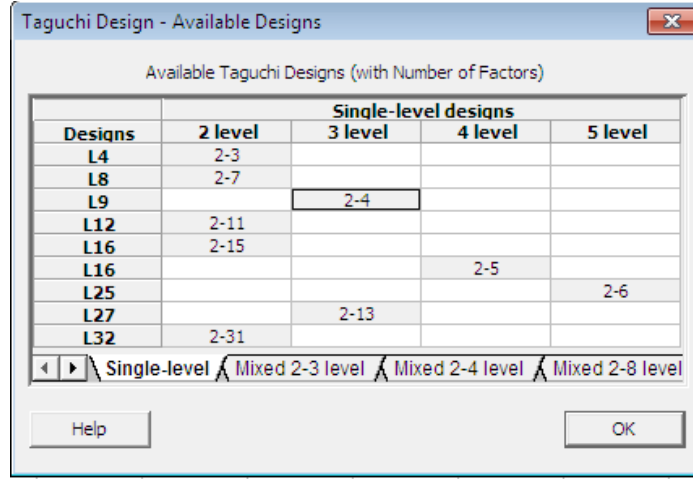 Taguchi Design - Available Designs
Available Taguchi Designs (with Number of Factors)
Single-level designs
Designs 2 level 3 level 4 level 5 level
L4 2-3
L8 2-7
L9 2-4
L12 2-11
L16 2-15
L16 2-5
L25 2-6
L27 2-13
L32 2-31
Single-level Mixed 2-3 level Mixed 2-4 level Mixed 2-8 level
Help OK